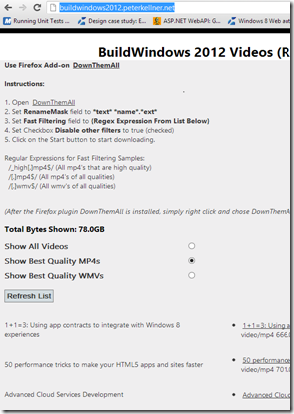 buildwindows2012.peterkellner.net
Running Unit Tests
Design case study: E
ASP.NET WebAPI: G
Windows 8 Web aut
BuildWindows 2012 Videos (R
Use Firefox Add-on DownThemAll
Instructions:
1. Open DownThemAll
2. Set RenameMask field to "text" "name"."ext"
3. Set Fast Filtering field to (Regex Expression From List Below)
4. Set Checkbox Disable other filters to true (checked)
5. Click on the Start button to start downloading.
Regular Expressions for Fast Filtering Samples:
/_high[.]mp4$/ (All mp4's that are high quality)
/[.]mp4$/ (All mp4's of all qualities)
/[.]wmv$/ (All wmv's of all qualities)
(After the Firefox plugin DownThemAll is installed, simply right click and chose DownThemA
Total Bytes Shown: 78.0GB
Show All Videos
Show Best Quality MP4s
Show Best Quality WMVs
Refresh List
1+1=3: Using app contracts to integrate with Windows 8 experiences
• 1+1=3: Using
video/mp4 666.
50 performance tricks to make your HTML5 apps and sites faster
• 50 performance
video/mp4 701.
Advanced Cloud Services Development
• Advanced Clou